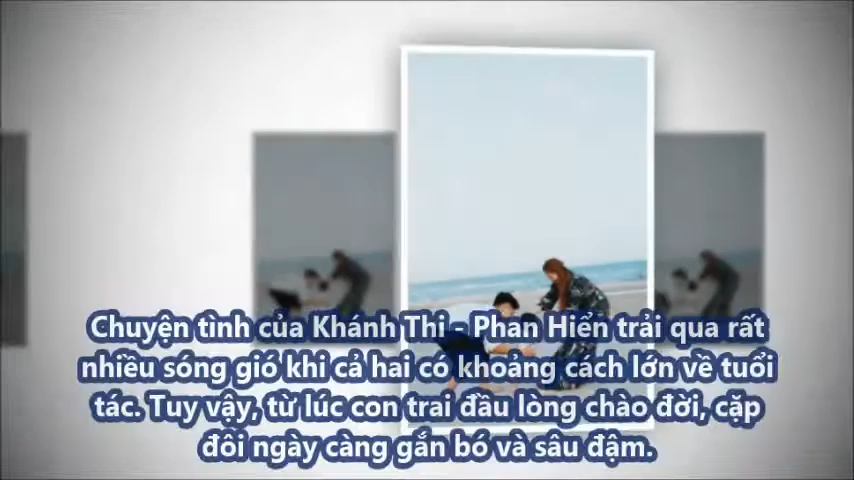 Chuyện tình của Khánh Thi - Phan Hiển trải qua rất
nhiều sóng gió khi cả hai có khoảng cách lớn về tuổi
tác. Tuy vậy, từ lúc con trai đầu lòng chào đời, cặp
đôi ngày càng gắn bó và sâu đậm.